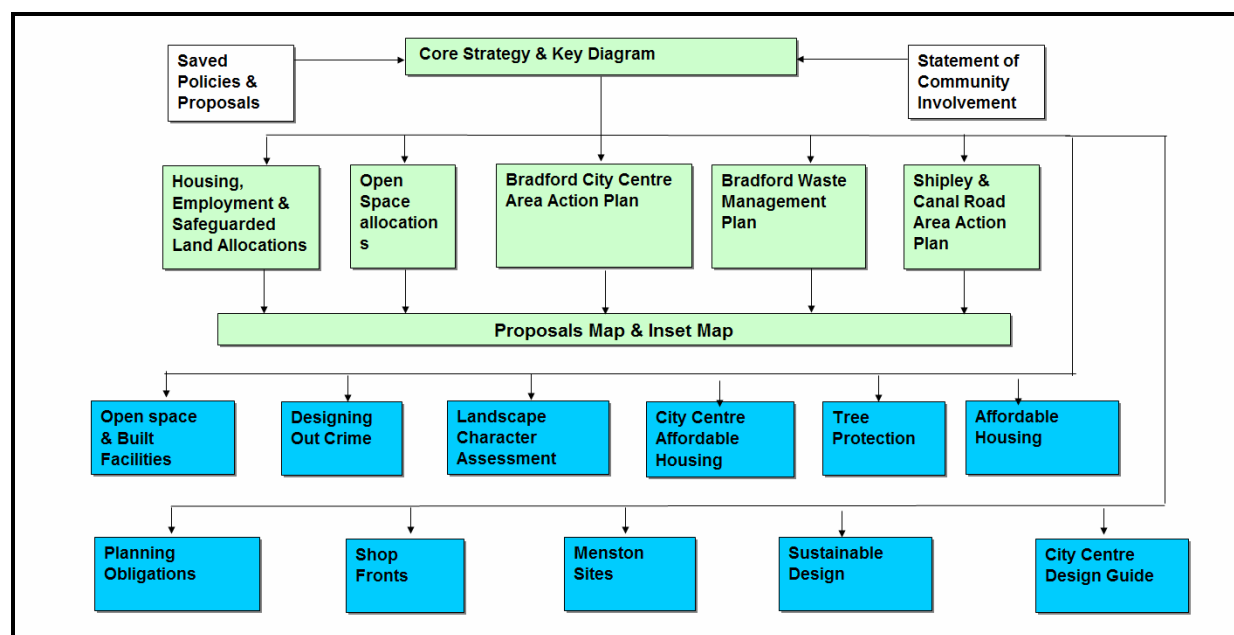 Saved
Policies &
Proposals
Core Strategy & Key Diagram
Statement of
Community
Involvement
Housing,
Employment &
Safeguarded
Land Allocations
Open
Space
allocation
s
Bradford City Centre
Area Action Plan
Bradford Waste
Management
Plan
Shipley &
Canal Road
Area Action
Plan
Proposals Map & Inset Map
Open space
& Built
Facilities
Designing
Out Crime
Landscape
Character
Assessment
City Centre
Affordable
Housing
Tree
Protection
Affordable
Housing
Planning
Obligations
Shop
Fronts
Menston
Sites
Sustainable
Design
City Centre
Design Guide